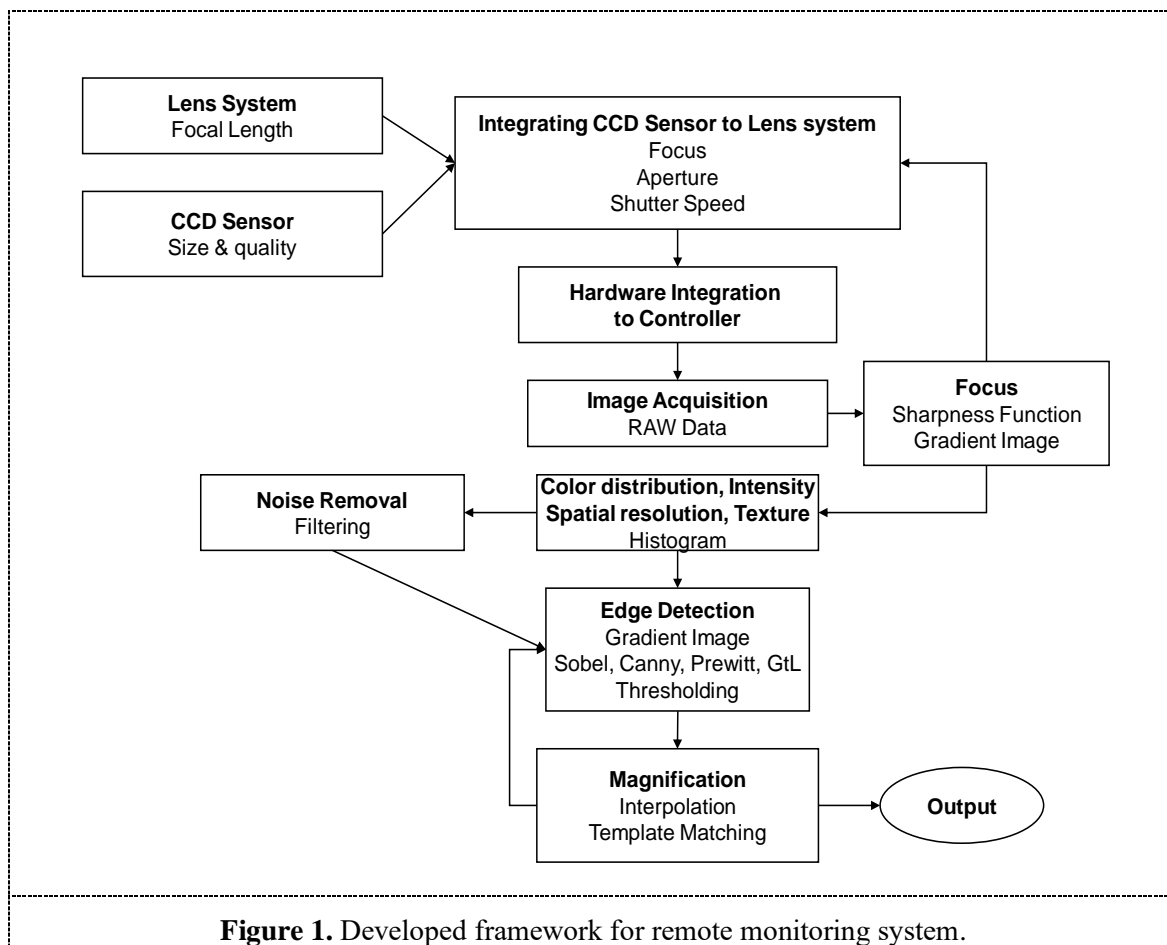 Lens System
Focal Length
CCD Sensor
Size & quality
Integrating CCD Sensor to Lens system
Focus
Aperture
Shutter Speed
Hardware Integration
to Controller
Image Acquisition
RAW Data
Focus
Sharpness Function
Gradient Image
Color distribution, Intensity
Spatial resolution, Texture
Histogram
Noise Removal
Filtering
Edge Detection
Gradient Image
Sobel, Canny, Prewitt, GtL
Thresholding
Magnification
Interpolation
Template Matching
Output
Figure 1. Developed framework for remote monitoring system.